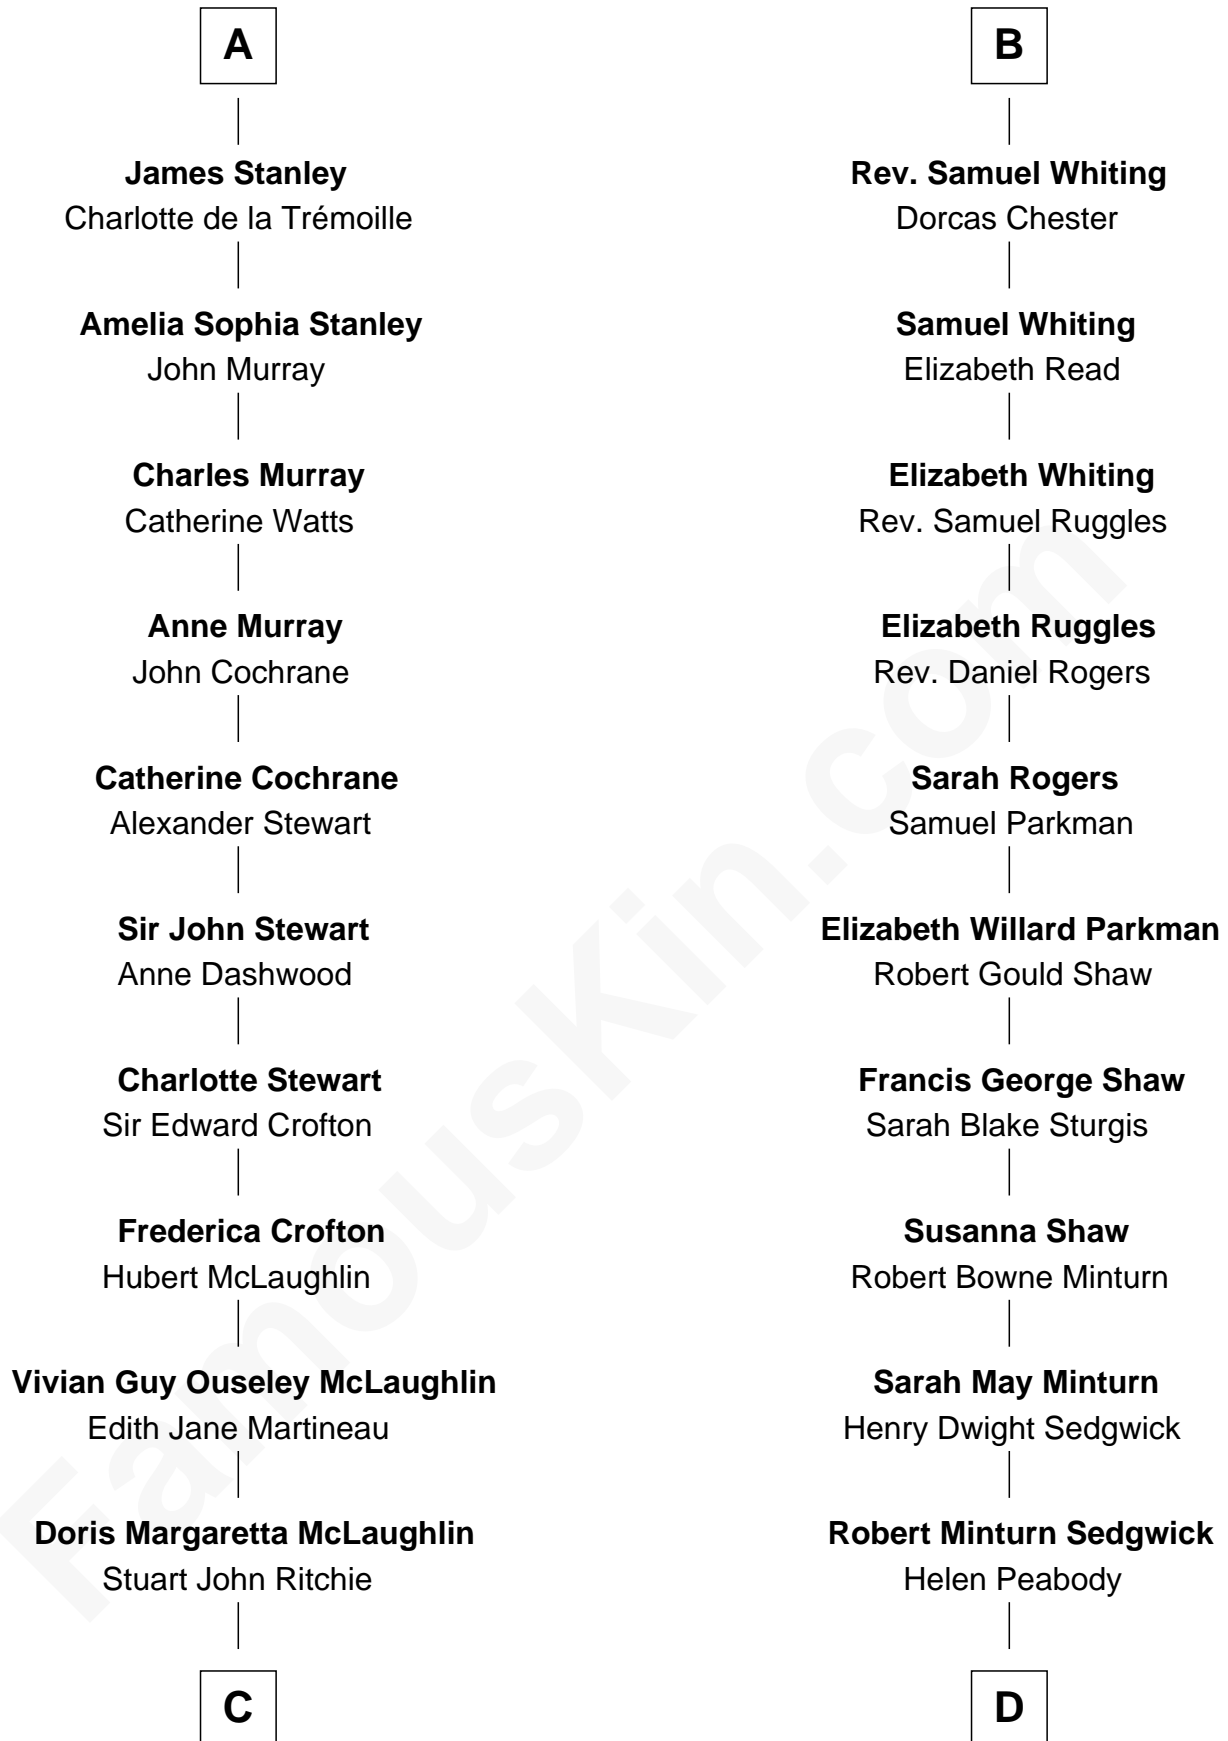 A
James Stanley
Charlotte de la Trémoille
Amelia Sophia Stanley
John Murray
Charles Murray
Catherine Watts
Anne Murray
John Cochrane
Catherine Cochrane
Alexander Stewart
Sir John Stewart
Anne Dashwood
Charlotte Stewart
Sir Edward Crofton
Frederica Crofton
Hubert McLaughlin
Vivian Guy Ouseley McLaughlin
Edith Jane Martineau
Doris Margaretta McLaughlin
Stuart John Ritchie
C
B
Rev. Samuel Whiting
Dorcas Chester
Samuel Whiting
Elizabeth Read
Elizabeth Whiting
Rev. Samuel Ruggles
Elizabeth Ruggles
Rev. Daniel Rogers
Sarah Rogers
Samuel Parkman
Elizabeth Willard Parkman
Robert Gould Shaw
Francis George Shaw
Sarah Blake Sturgis
Susanna Shaw
Robert Bowne Minturn
Sarah May Minturn
Henry Dwight Sedgwick
Robert Minturn Sedgwick
Helen Peabody
D
FamousKin.com